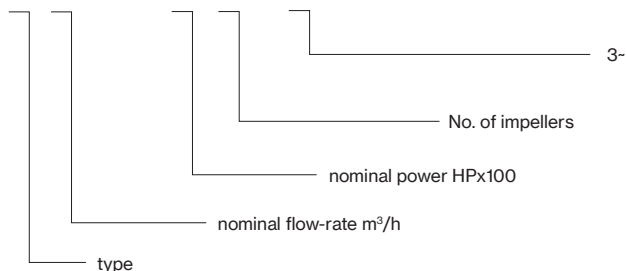 3~
No. of impellers
nominal power HPx100
nominal flow-rate m³/h
type